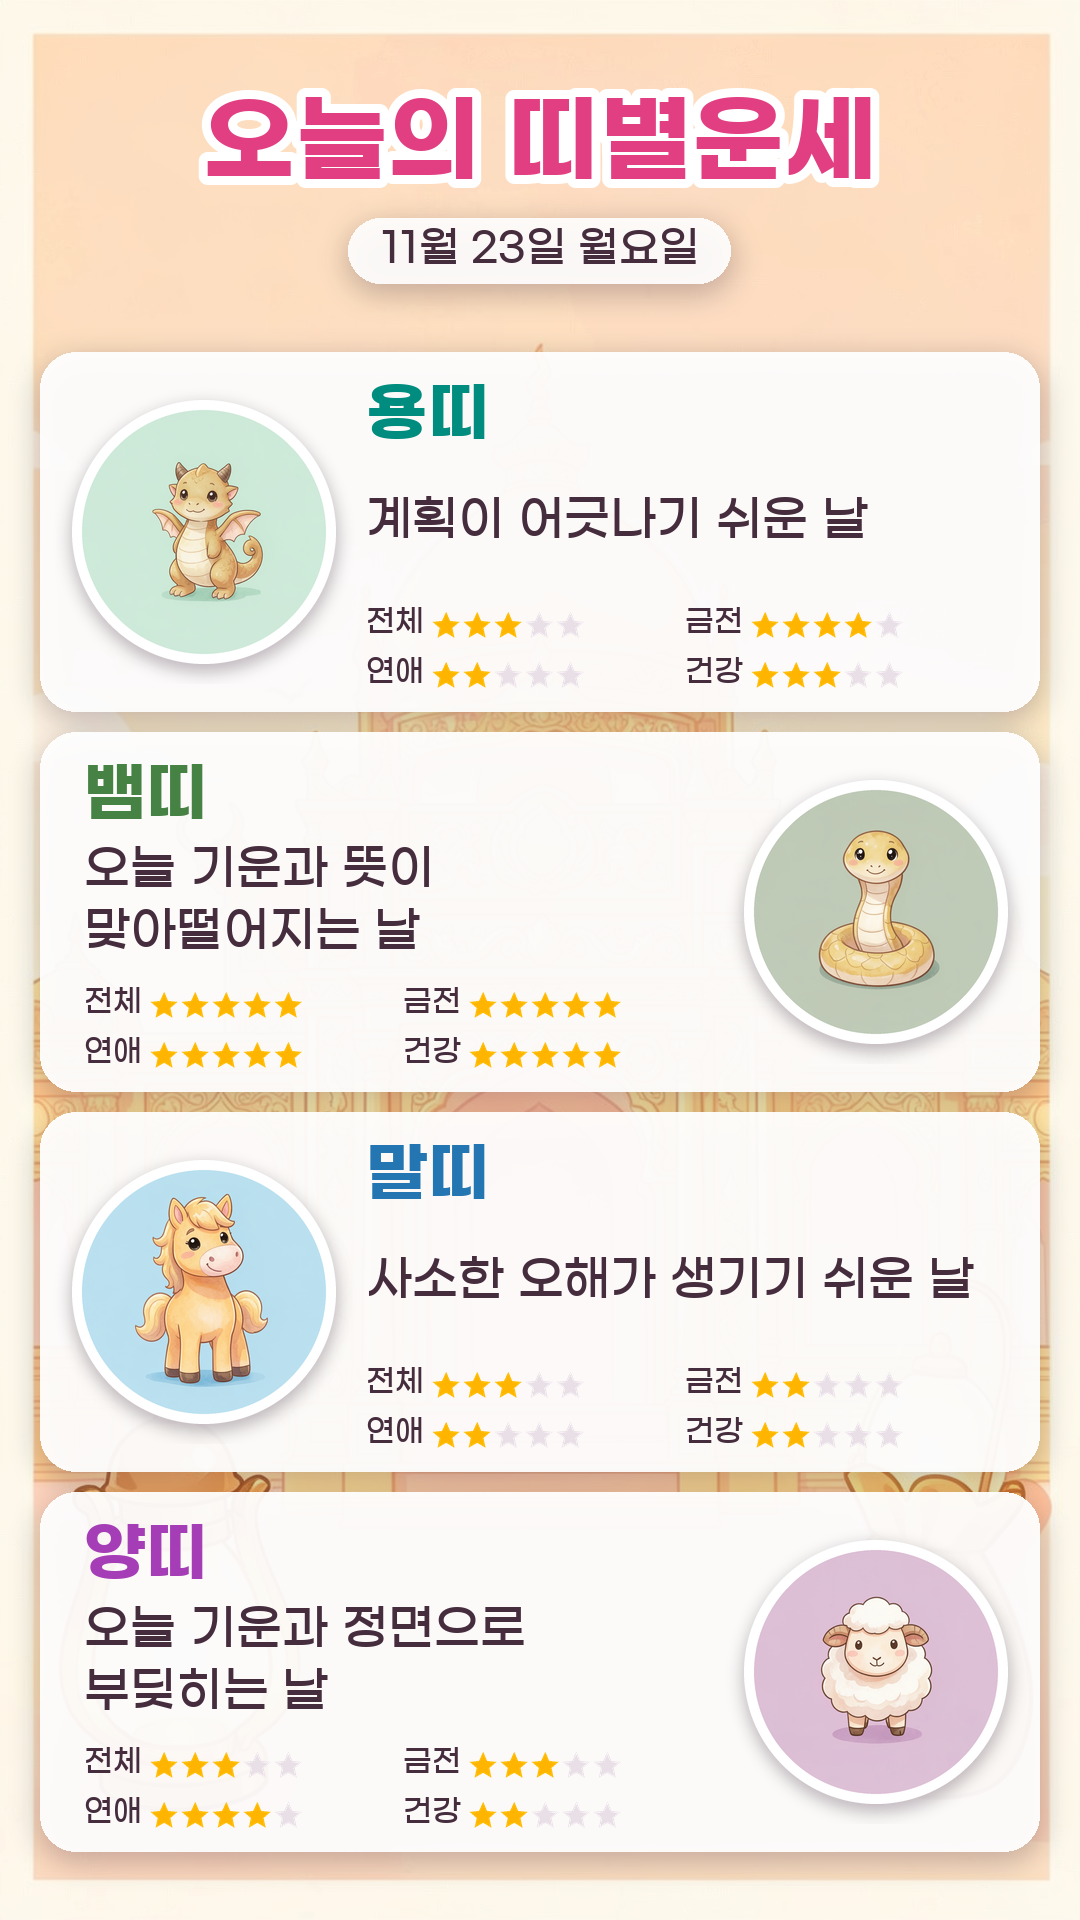 오늘의 띠별운세
11월 23일 월요일
용띠
계획이 어긋나기 쉬운 날
전체 ★★★☆☆ 금전 ★★★★☆
연애 ★★☆☆☆ 건강 ★★★☆☆
뱀띠
오늘 기운과 뜻이
맞아떨어지는 날
전체 ★★★★★ 금전 ★★★★★
연애 ★★★★★ 건강 ★★★★★
말띠
사소한 오해가 생기기 쉬운 날
전체 ★★★☆☆ 금전 ★★☆☆☆
연애 ★★☆☆☆ 건강 ★★☆☆☆
양띠
오늘 기운과 정면으로
부딪히는 날
전체 ★★★☆☆ 금전 ★★★☆☆
연애 ★★★★☆ 건강 ★★☆☆☆